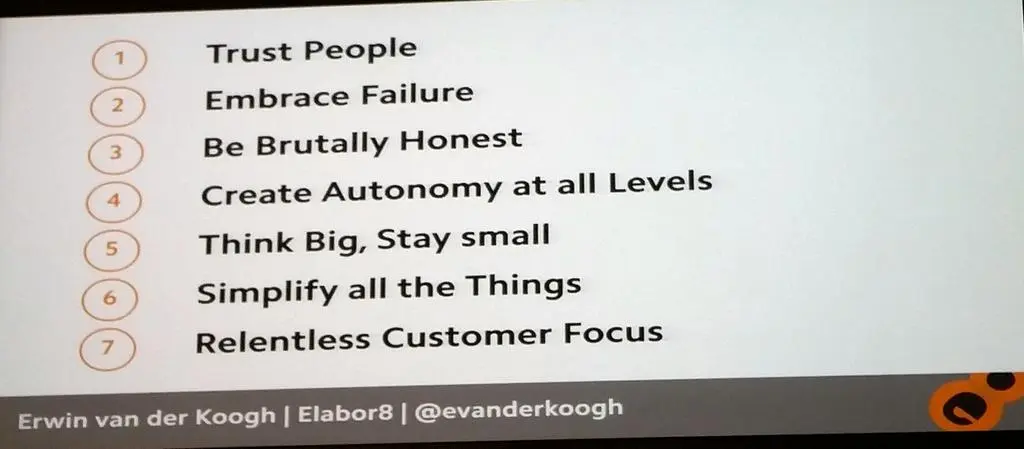 1 Trust People
2 Embrace Failure
3 Be Brutally Honest
4 Create Autonomy at all Levels
5 Think Big, Stay small
6 Simplify all the Things
7 Relentless Customer Focus
Erwin van der Koogh | Elabor8 | @evanderkoogh